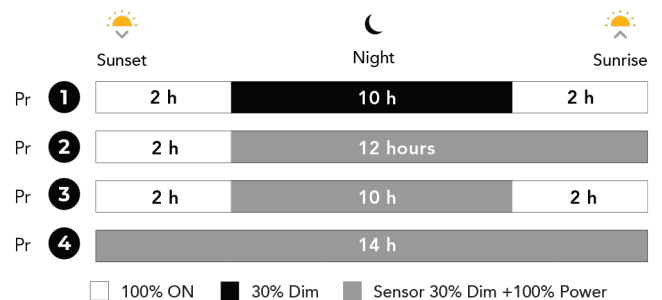 Sunset Night Sunrise
Pr 1 2 h 10 h 2 h
Pr 2 2 h 12 hours
Pr 3 2 h 10 h 2 h
Pr 4 14 h
100% ON 30% Dim Sensor 30% Dim +100% Power